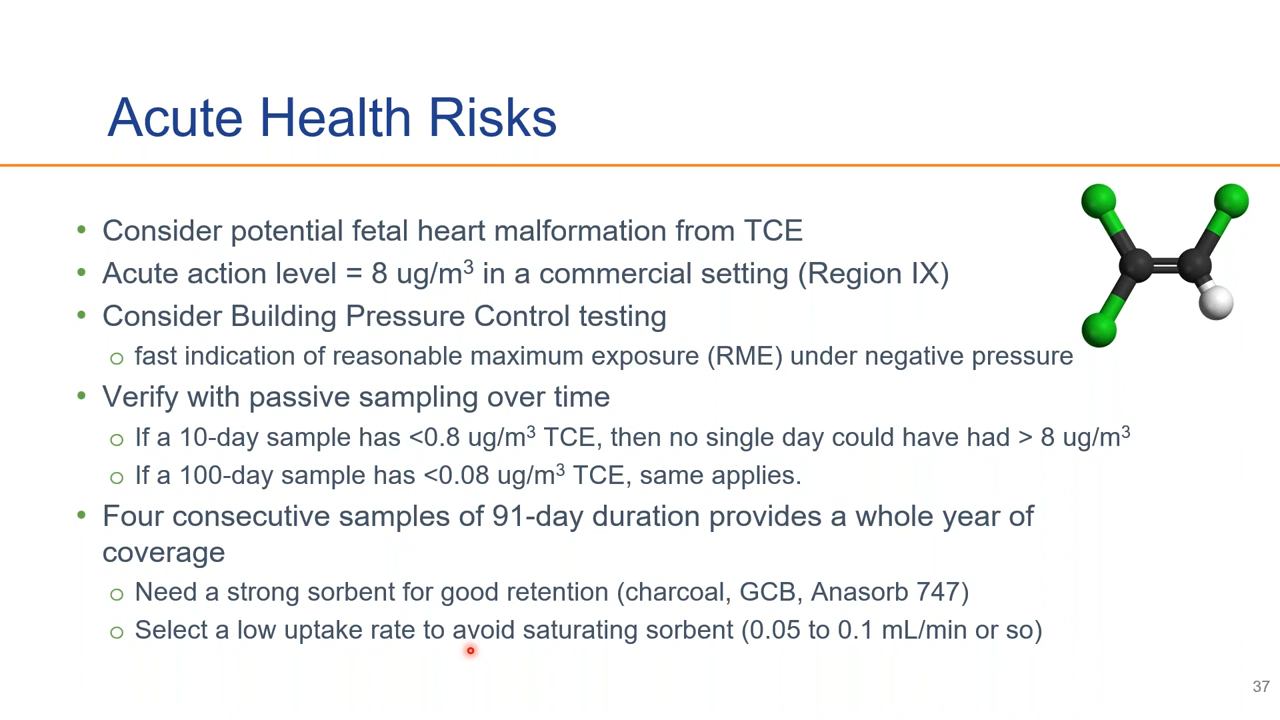 Acute Health Risks
• Consider potential fetal heart malformation from TCE
• Acute action level = 8 ug/m³ in a commercial setting (Region IX)
• Consider Building Pressure Control testing
o fast indication of reasonable maximum exposure (RME) under negative pressure
• Verify with passive sampling over time
o If a 10-day sample has <0.8 ug/m³ TCE, then no single day could have had > 8 ug/m³
o If a 100-day sample has <0.08 ug/m³ TCE, same applies.
• Four consecutive samples of 91-day duration provides a whole year of
coverage
o Need a strong sorbent for good retention (charcoal, GCB, Anasorb 747)
o Select a low uptake rate to avoid saturating sorbent (0.05 to 0.1 mL/min or so)
37